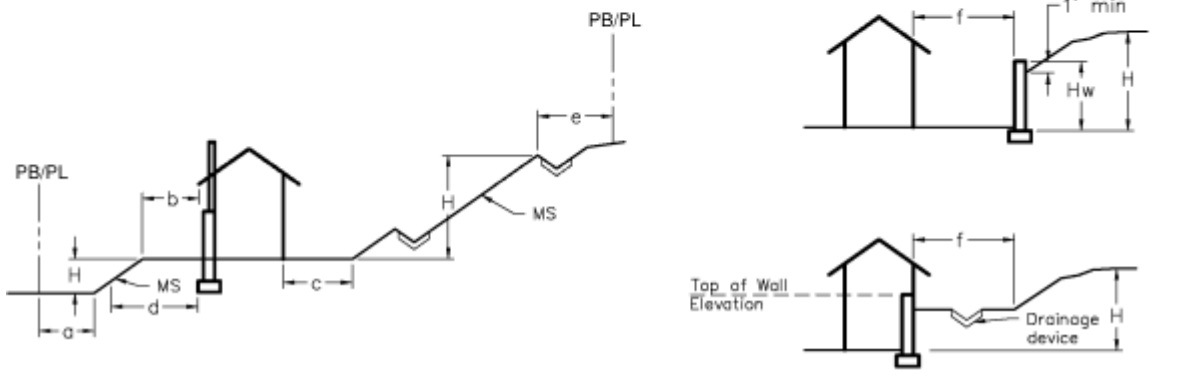 PB/PL
H
a
MS
d
b
c
H
MS
e
PB/PL
f
1' min
Hw
H
f
Top of Wall
Elevation
Drainage
device
H